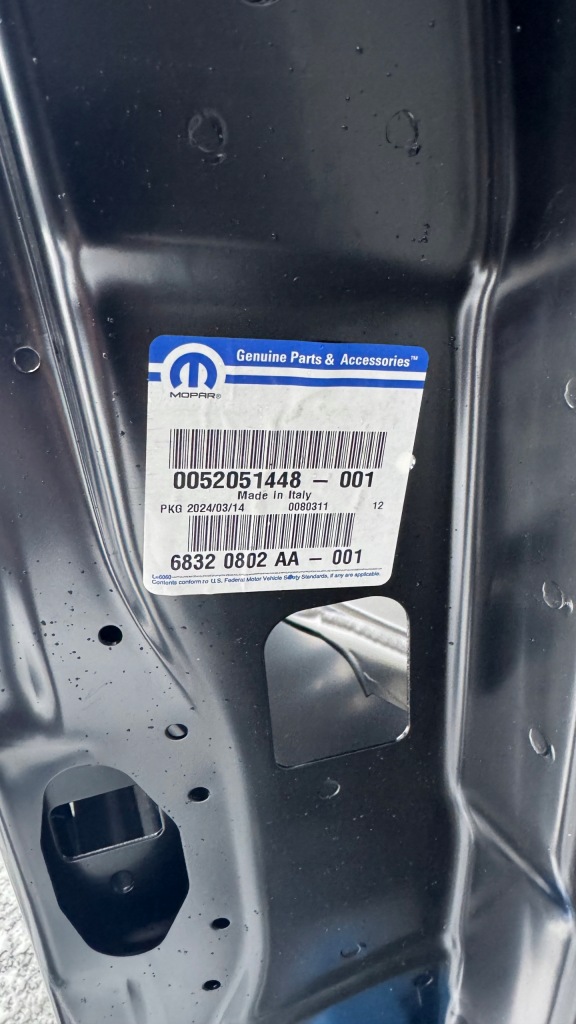 Genuine Parts & Accessories™
MOPAR®
0052051448 – 001
Made in Italy
PKG 2024/03/14 0080311 12
6832 0802 AA – 001
Contents conform to U.S. Federal Motor Vehicle Safety Standards, if any are applicable.